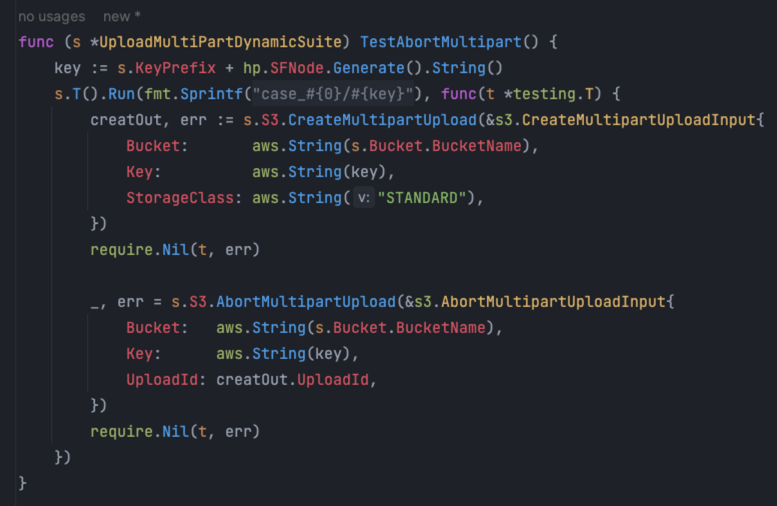 no usages   new *
func (s *UploadMultiPartDynamicSuite) TestAbortMultipart() {
    key := s.KeyPrefix + hp.SFNode.Generate().String()
    s.T().Run(fmt.Sprintf("case_#{0}/#{key}"), func(t *testing.T) {
        creatOut, err := s.S3.CreateMultipartUpload(&s3.CreateMultipartUploadInput{
            Bucket:       aws.String(s.Bucket.BucketName),
            Key:          aws.String(key),
            StorageClass: aws.String( v: "STANDARD"),
        })
        require.Nil(t, err)

        _, err = s.S3.AbortMultipartUpload(&s3.AbortMultipartUploadInput{
            Bucket:   aws.String(s.Bucket.BucketName),
            Key:      aws.String(key),
            UploadId: creatOut.UploadId,
        })
        require.Nil(t, err)
    })
}